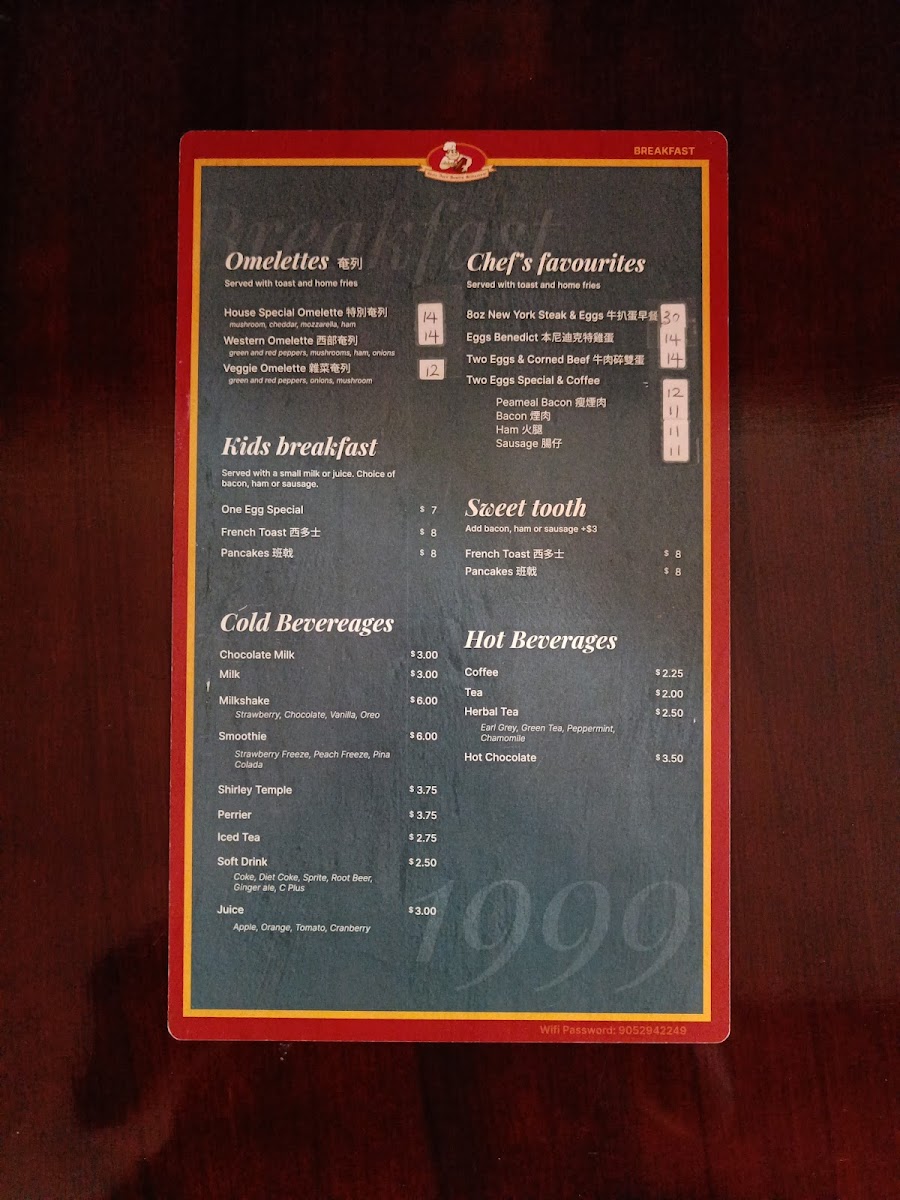 BREAKFAST
Breakfast
Omelettes 奄列
Served with toast and home fries
House Special Omelette 特別奄列 14
mushroom, cheddar, mozzarella, ham
Western Omelette 西部奄列 14
green and red peppers, mushrooms, ham, onions
Veggie Omelette 雜菜奄列 12
green and red peppers, onions, mushroom
Kids breakfast
Served with a small milk or juice. Choice of
bacon, ham or sausage.
One Egg Special $ 7
French Toast 西多士 $ 8
Pancakes 班戟 $ 8
Cold Bevereages
Chocolate Milk $3.00
Milk $3.00
Milkshake $6.00
Strawberry, Chocolate, Vanilla, Oreo
Smoothie $6.00
Strawberry Freeze, Peach Freeze, Pina
Colada
Shirley Temple $3.75
Perrier $3.75
Iced Tea $2.75
Soft Drink $2.50
Coke, Diet Coke, Sprite, Root Beer,
Ginger ale, C Plus
Juice $3.00
Apple, Orange, Tomato, Cranberry
Chef's favourites
Served with toast and home fries
8oz New York Steak & Eggs 牛扒蛋早餐 30
Eggs Benedict 本尼迪克特雞蛋 14
Two Eggs & Corned Beef 牛肉碎雙蛋 14
Two Eggs Special & Coffee
Peameal Bacon 瘦煙肉 12
Bacon 煙肉 11
Ham 火腿 11
Sausage 腸仔 11
Sweet tooth
Add bacon, ham or sausage +$3
French Toast 西多士 $ 8
Pancakes 班戟 $ 8
Hot Beverages
Coffee $2.25
Tea $2.00
Herbal Tea $2.50
Earl Grey, Green Tea, Peppermint,
Chamomile
Hot Chocolate $3.50
1999
Wifi Password: 9052942249